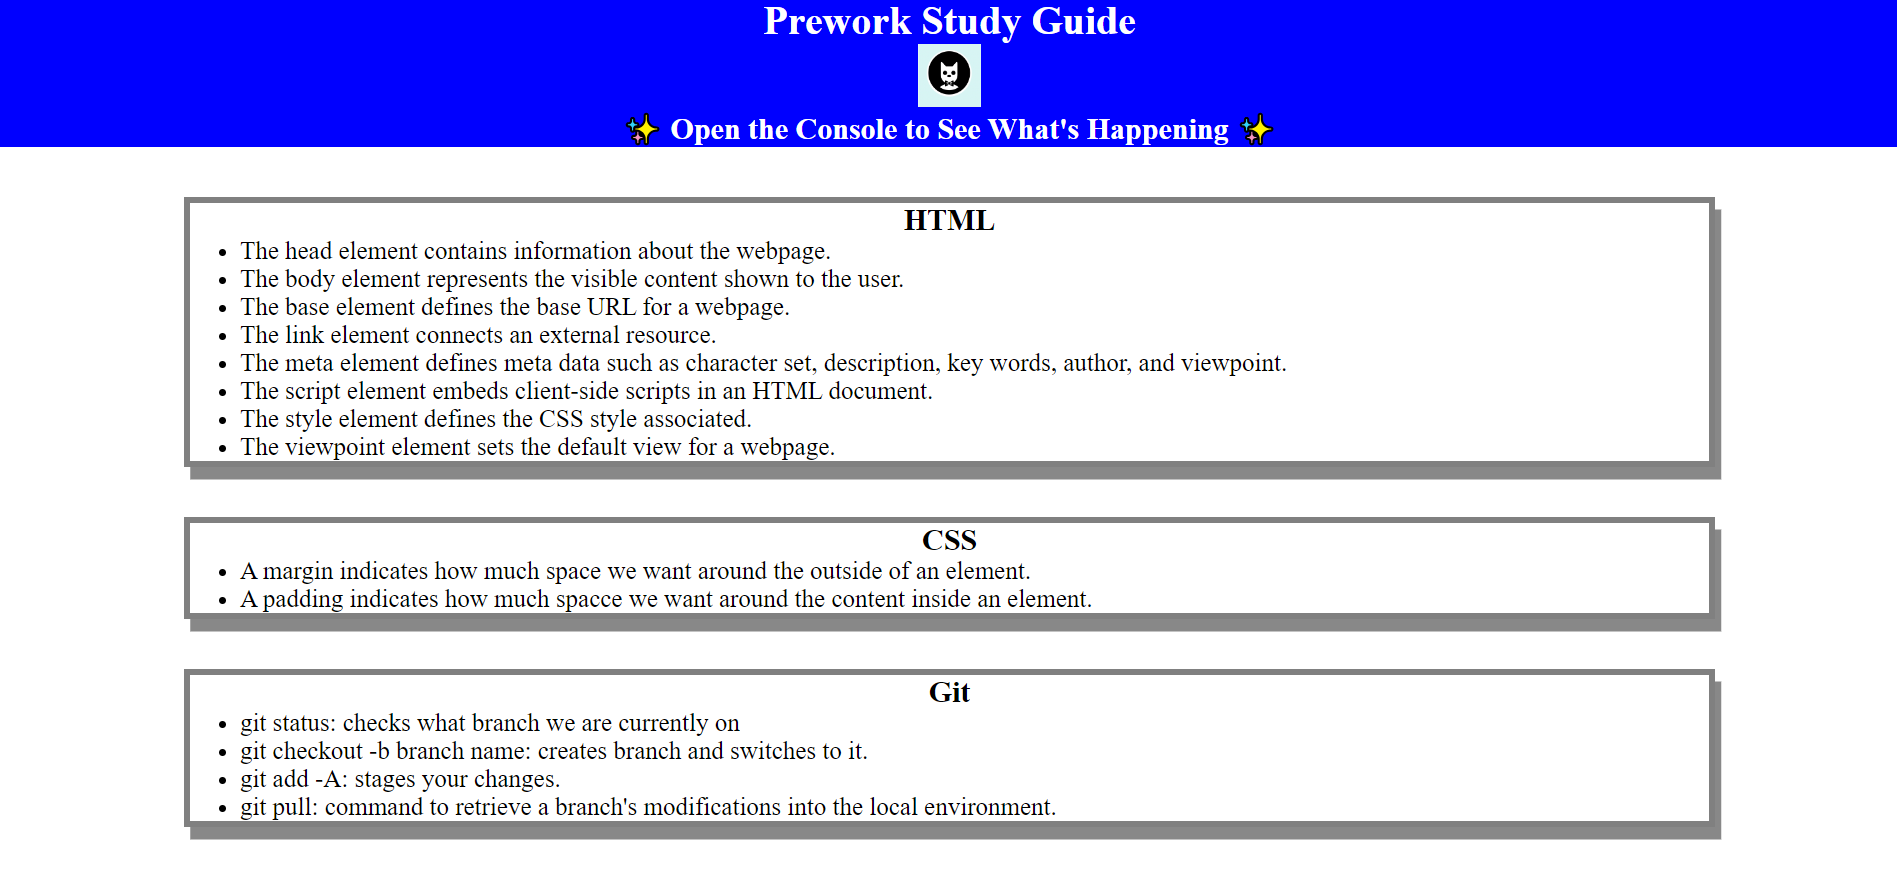 Prework Study Guide
✨ Open the Console to See What's Happening ✨
HTML
• The head element contains information about the webpage.
• The body element represents the visible content shown to the user.
• The base element defines the base URL for a webpage.
• The link element connects an external resource.
• The meta element defines meta data such as character set, description, key words, author, and viewpoint.
• The script element embeds client-side scripts in an HTML document.
• The style element defines the CSS style associated.
• The viewpoint element sets the default view for a webpage.
CSS
• A margin indicates how much space we want around the outside of an element.
• A padding indicates how much spacce we want around the content inside an element.
Git
• git status: checks what branch we are currently on
• git checkout -b branch name: creates branch and switches to it.
• git add -A: stages your changes.
• git pull: command to retrieve a branch's modifications into the local environment.